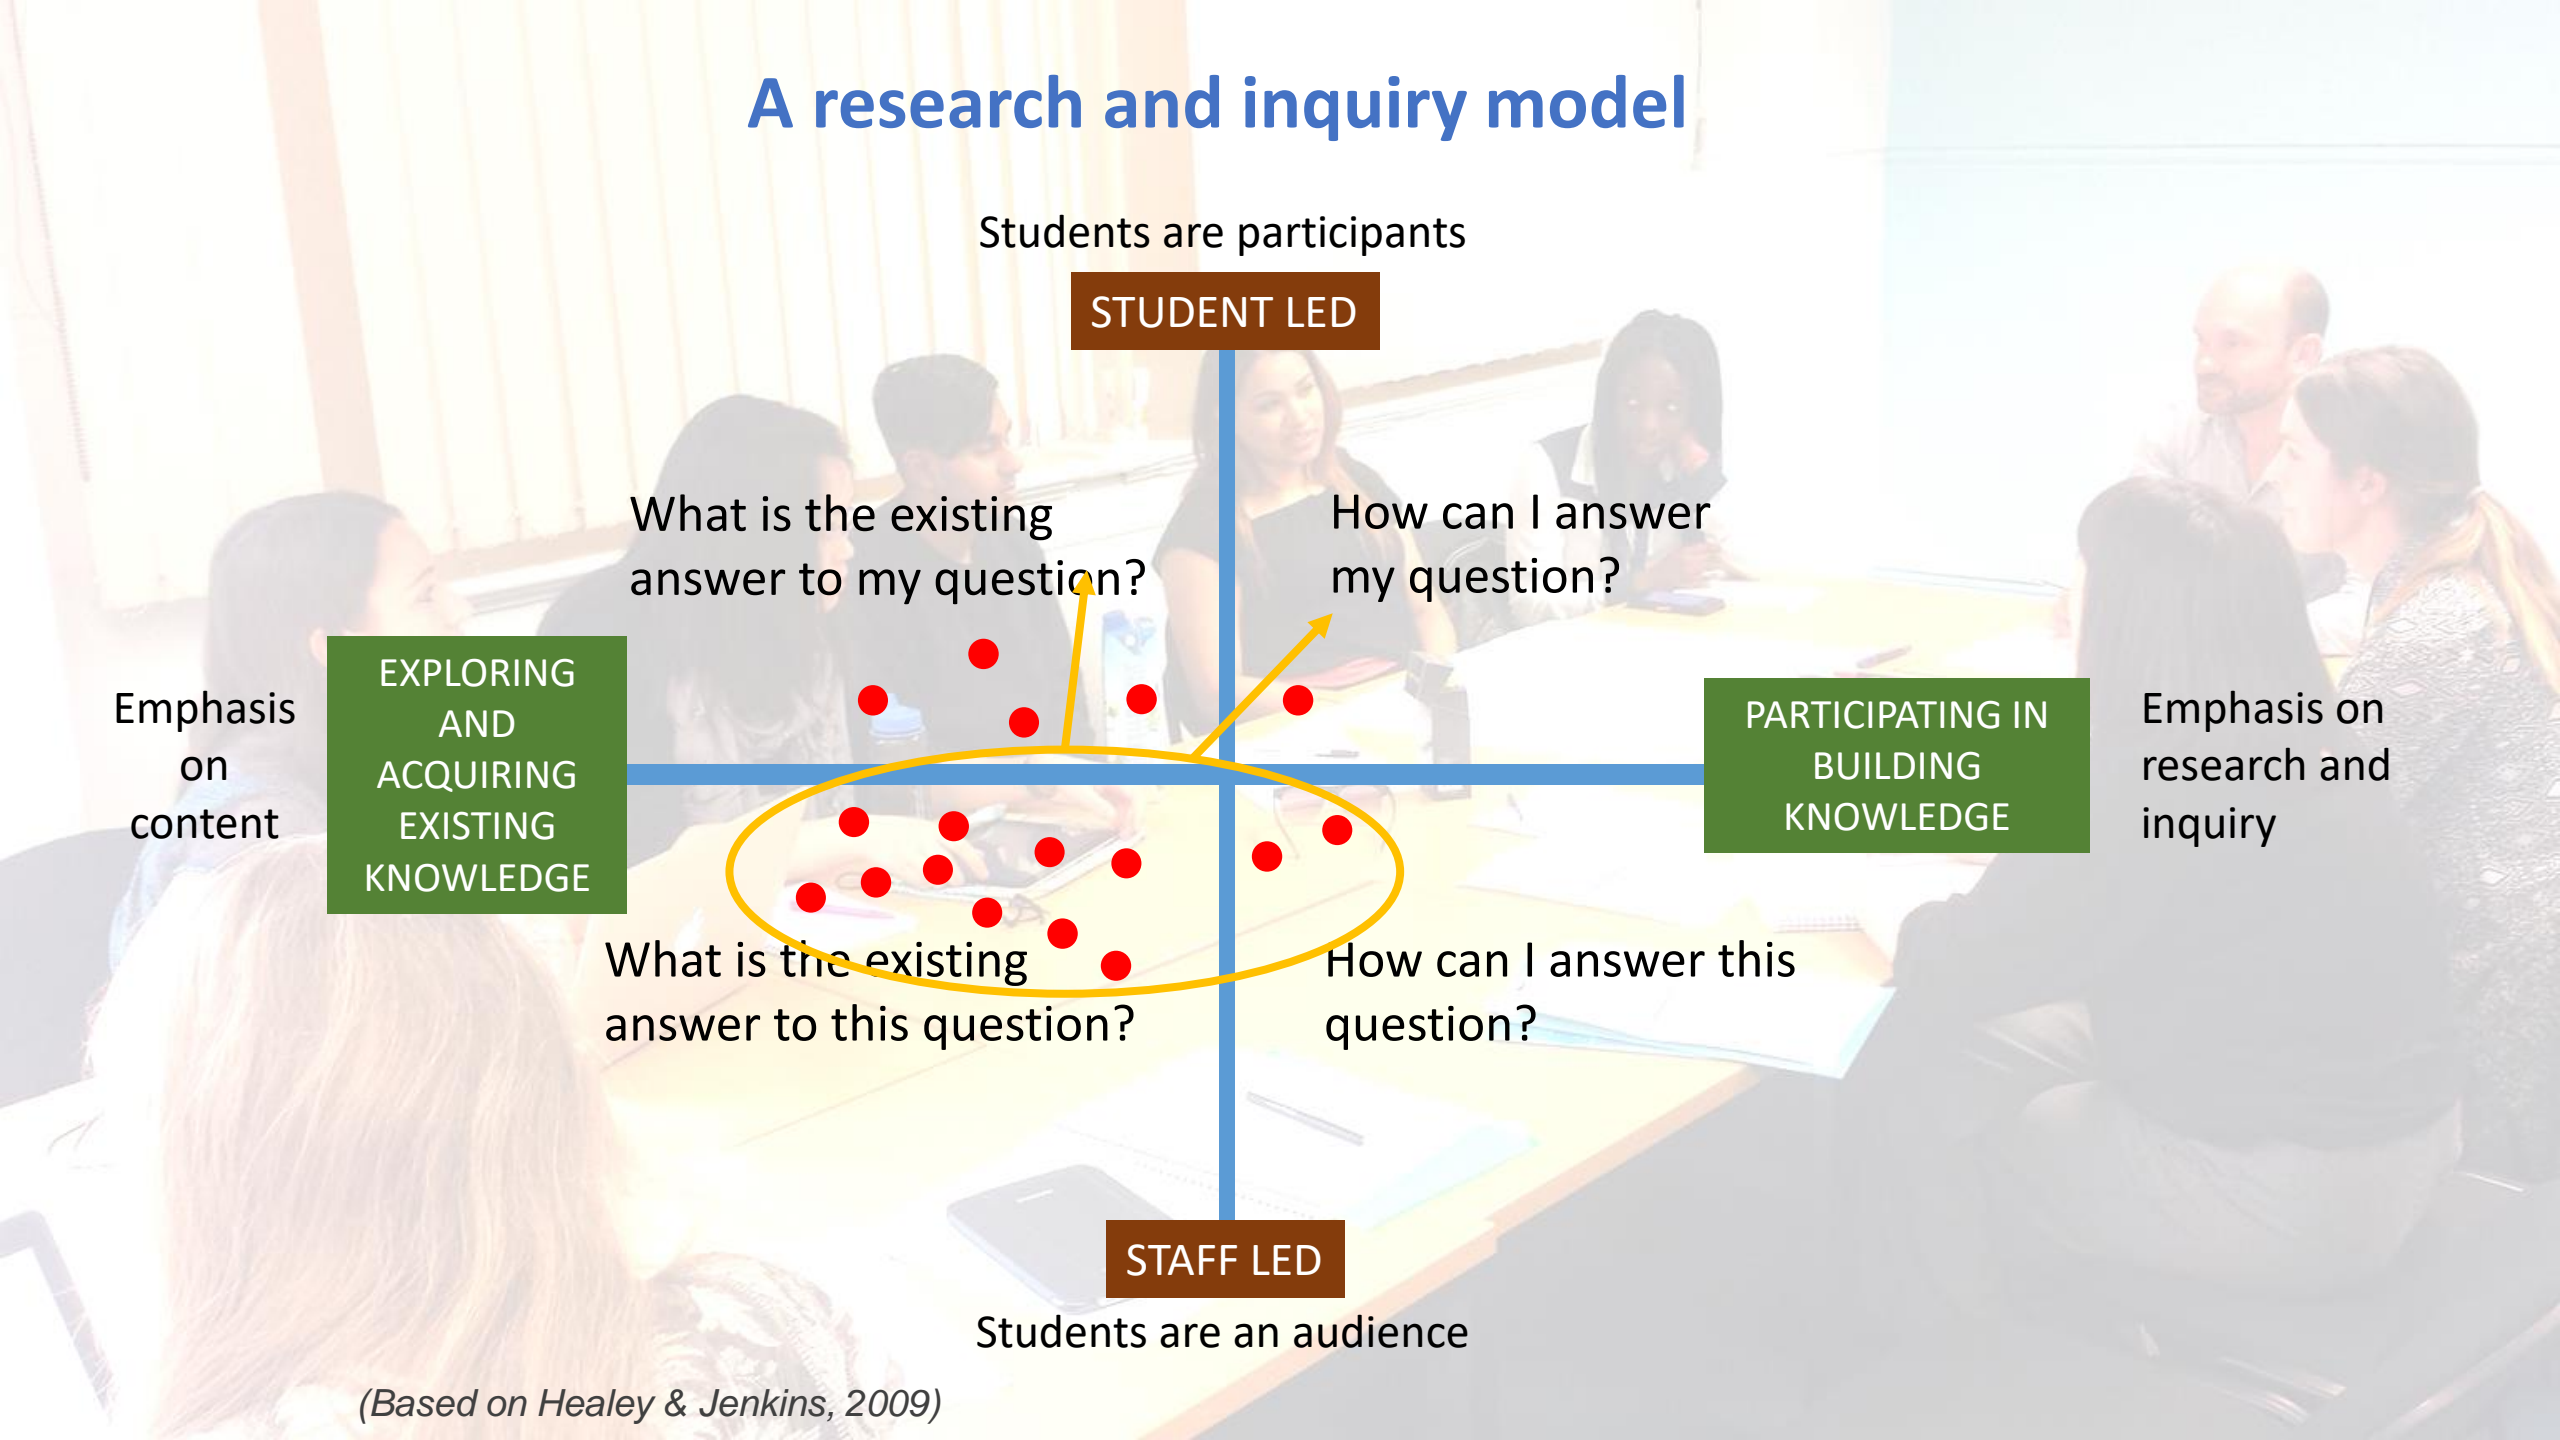 A research and inquiry model
Students are participants
STUDENT LED
What is the existing
answer to my question?
How can I answer
my question?
Emphasis
on
content
EXPLORING
AND
ACQUIRING
EXISTING
KNOWLEDGE
PARTICIPATING IN
BUILDING
KNOWLEDGE
Emphasis on
research and
inquiry
What is the existing
answer to this question?
How can I answer this
question?
STAFF LED
Students are an audience
(Based on Healey & Jenkins, 2009)